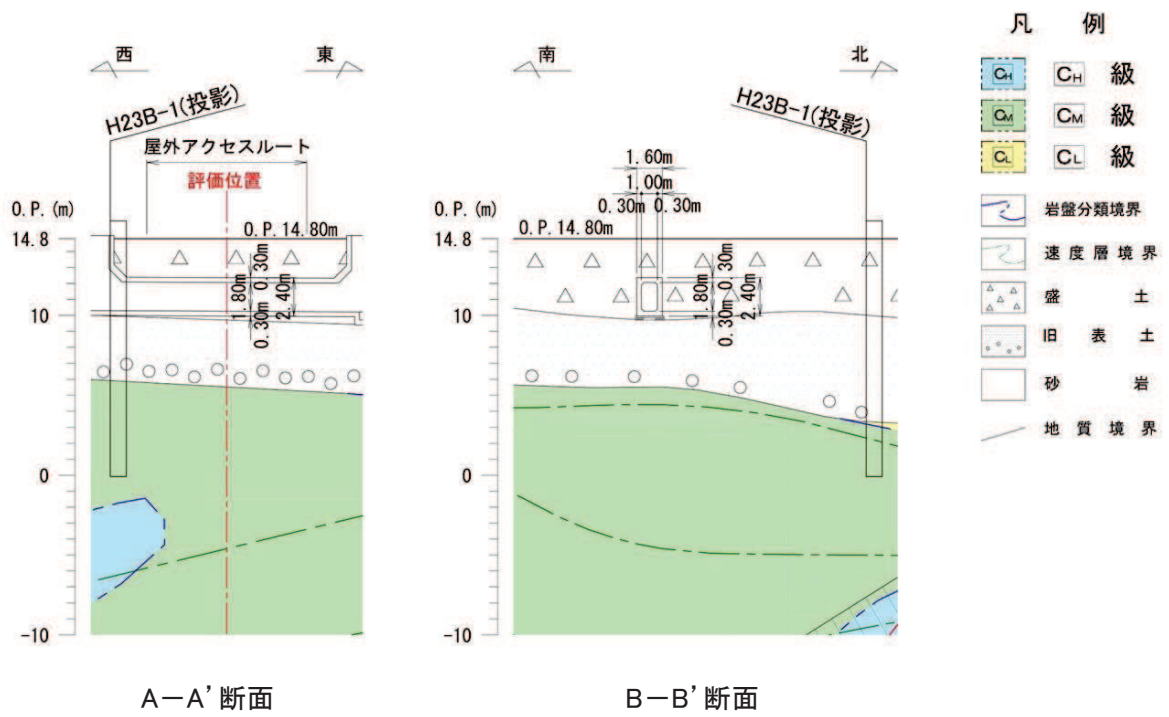 西 東
H23B-1(投影)
屋外アクセスルート
評価位置
O.P.(m)
14.8
O.P.14.80m
0.30m
1.80m
2.40m
0.30m
10
0
-10
A-A'断面
南 北
H23B-1(投影)
1.60m
1.00m
0.30m 0.30m
O.P.(m)
14.8
O.P.14.80m
0.30m
1.80m
2.40m
0.30m
10
0
-10
B-B'断面
凡 例
CH CH 級
CM CM 級
CL CL 級
岩盤分類境界
速度層境界
盛 土
旧 表 土
砂 岩
地 質 境 界